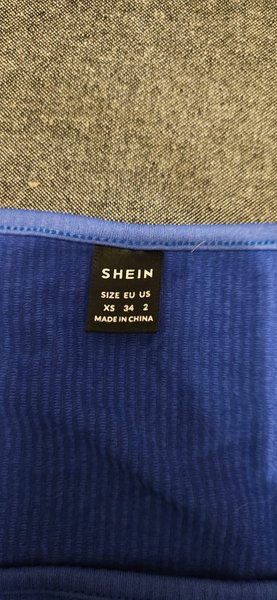 SHEIN
SIZE EU US
XS 34 2
MADE IN CHINA